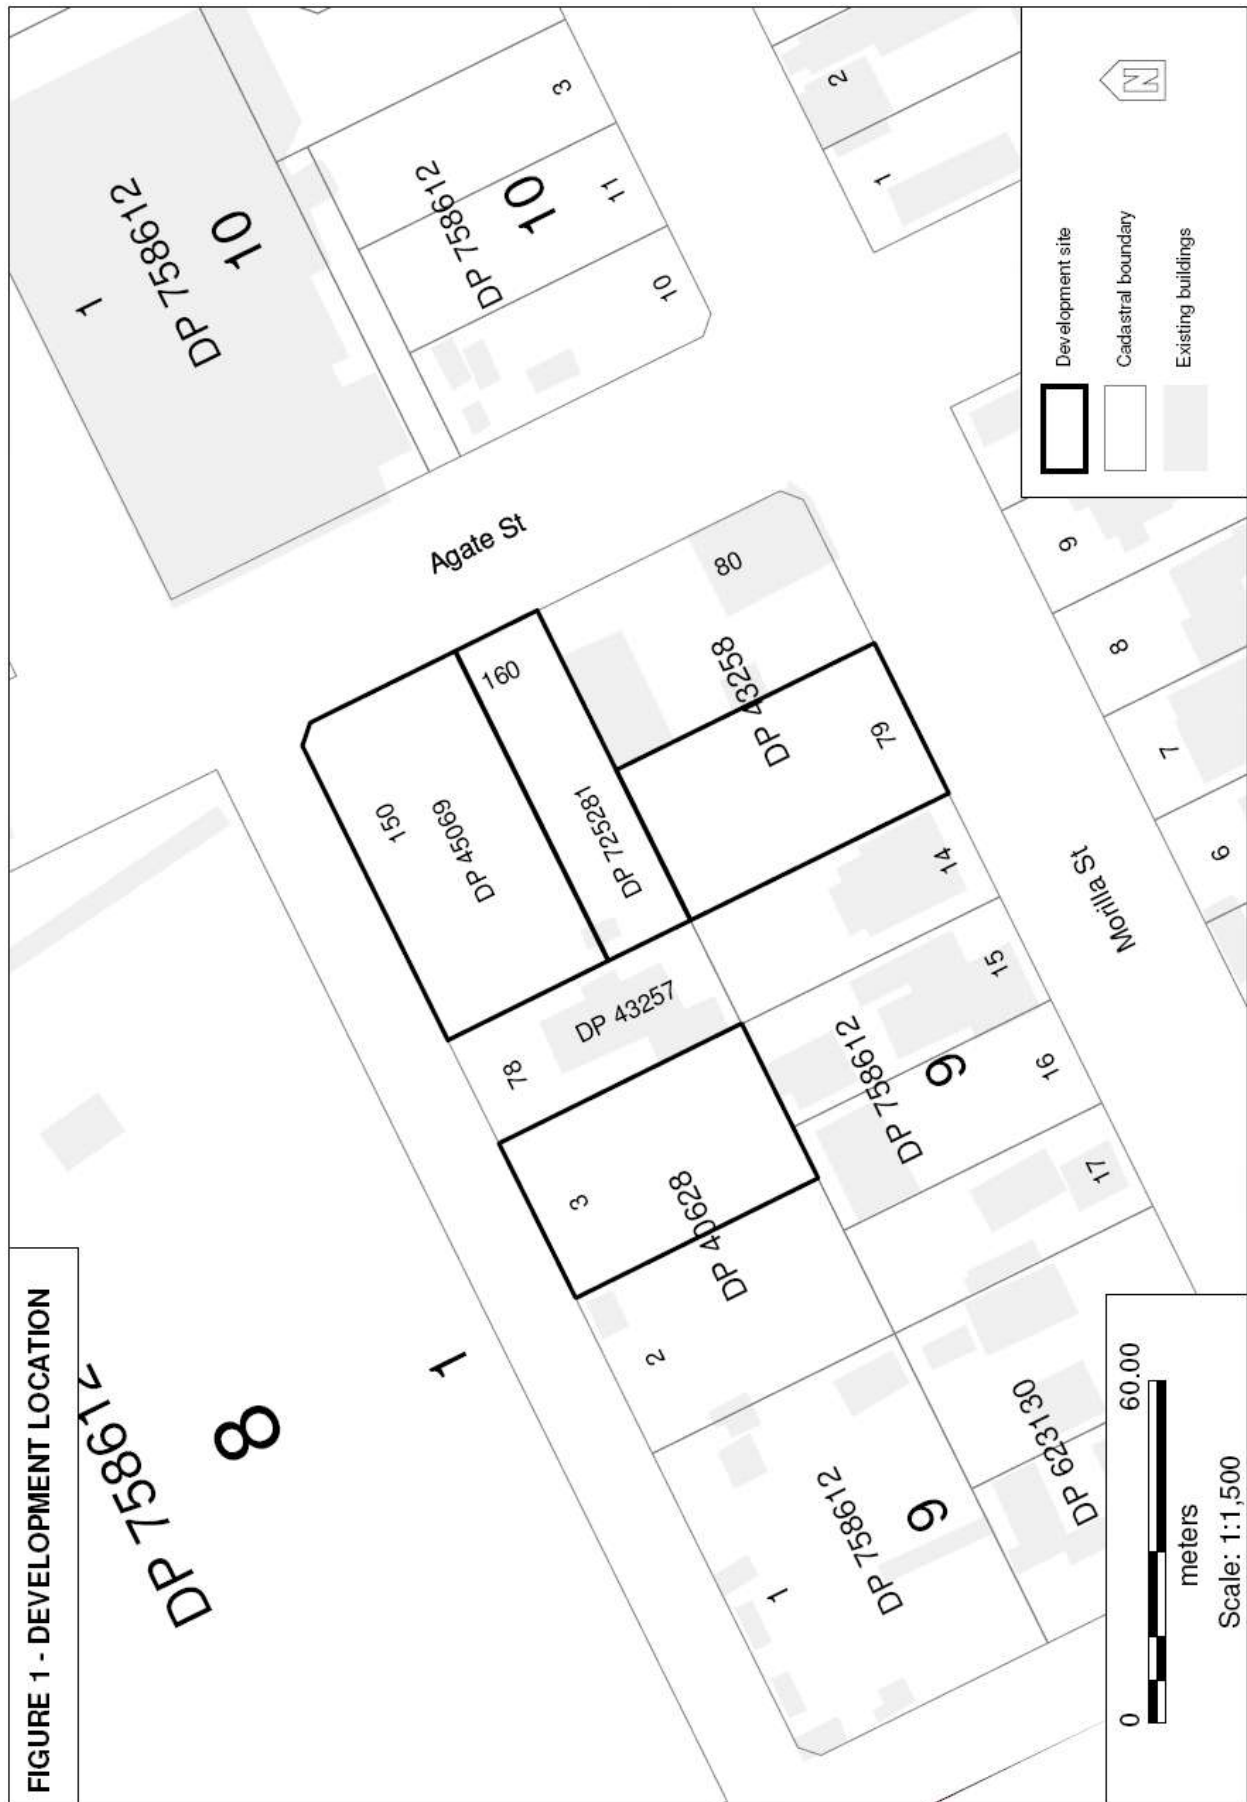 FIGURE 1 - DEVELOPMENT LOCATION
DP 758612
8
1
1
DP 758612
10
3
DP 758612
10
11
10
Agate St
150
DP 45069
160
DP 725281
78
DP 43257
3
DP 40628
2
80
DP 43258
79
14
15
DP 758612
9
16
17
1
DP 758612
9
DP 623130
Morilla St
2
1
9
8
7
6
N
Development site
Cadastral boundary
Existing buildings
0 60.00
meters
Scale: 1:1,500